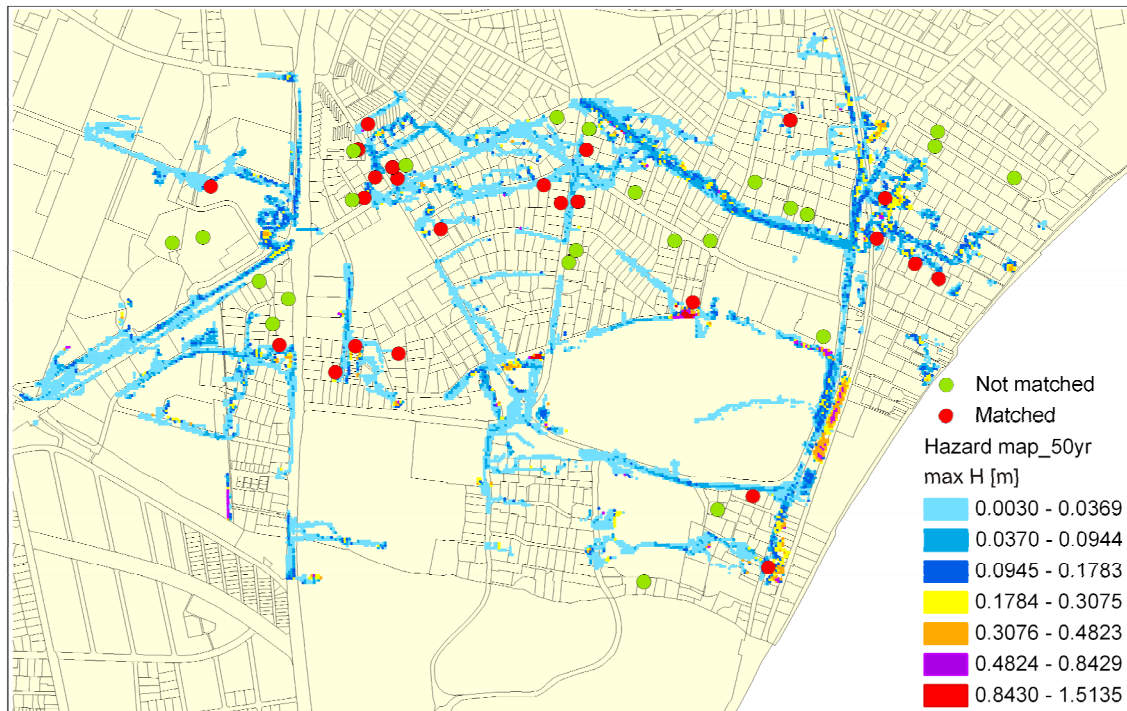 Not matched
Matched
Hazard map_50yr
max H [m]
0.0030 - 0.0369
0.0370 - 0.0944
0.0945 - 0.1783
0.1784 - 0.3075
0.3076 - 0.4823
0.4824 - 0.8429
0.8430 - 1.5135